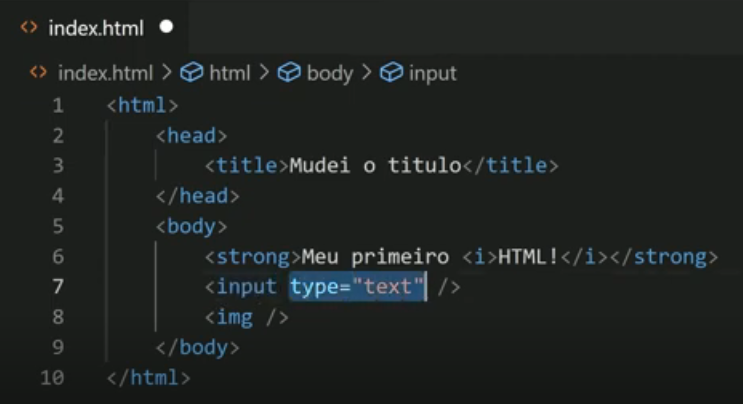 index.html
index.html > html > body > input
1 <html>
2 <head>
3 <title>Mudei o titulo</title>
4 </head>
5 <body>
6 <strong>Meu primeiro <i>HTML!</i></strong>
7 <input type="text" />
8 <img />
9 </body>
10 </html>